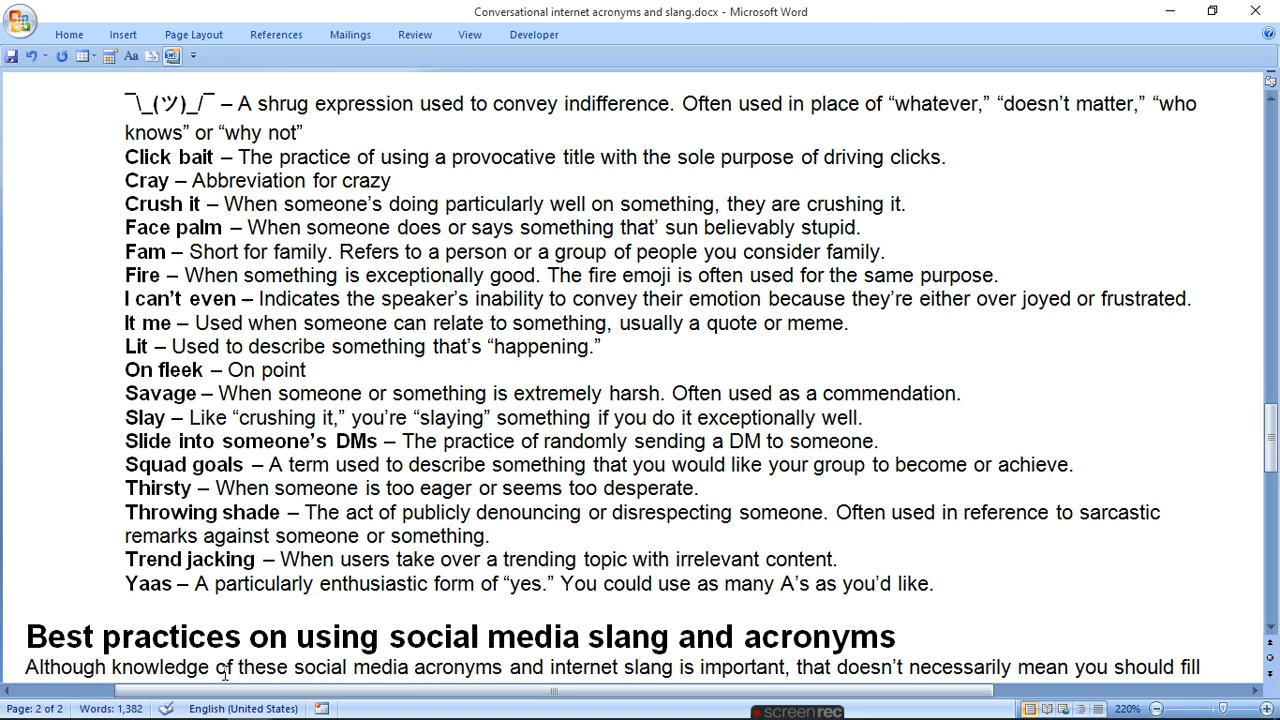 Conversational internet acronyms and slang.docx - Microsoft Word
Home Insert Page Layout References Mailings Review View Developer
¯\_(ツ)_/¯ – A shrug expression used to convey indifference. Often used in place of “whatever,” “doesn’t matter,” “who
knows” or “why not”
Click bait – The practice of using a provocative title with the sole purpose of driving clicks.
Cray – Abbreviation for crazy
Crush it – When someone’s doing particularly well on something, they are crushing it.
Face palm – When someone does or says something that’ sun believably stupid.
Fam – Short for family. Refers to a person or a group of people you consider family.
Fire – When something is exceptionally good. The fire emoji is often used for the same purpose.
I can’t even – Indicates the speaker’s inability to convey their emotion because they’re either over joyed or frustrated.
It me – Used when someone can relate to something, usually a quote or meme.
Lit – Used to describe something that’s “happening.”
On fleek – On point
Savage – When someone or something is extremely harsh. Often used as a commendation.
Slay – Like “crushing it,” you’re “slaying” something if you do it exceptionally well.
Slide into someone’s DMs – The practice of randomly sending a DM to someone.
Squad goals – A term used to describe something that you would like your group to become or achieve.
Thirsty – When someone is too eager or seems too desperate.
Throwing shade – The act of publicly denouncing or disrespecting someone. Often used in reference to sarcastic
remarks against someone or something.
Trend jacking – When users take over a trending topic with irrelevant content.
Yaas – A particularly enthusiastic form of “yes.” You could use as many A’s as you’d like.
Best practices on using social media slang and acronyms
Although knowledge of these social media acronyms and internet slang is important, that doesn’t necessarily mean you should fill
Page: 2 of 2 Words: 1,382 English (United States) 220%
screenrec